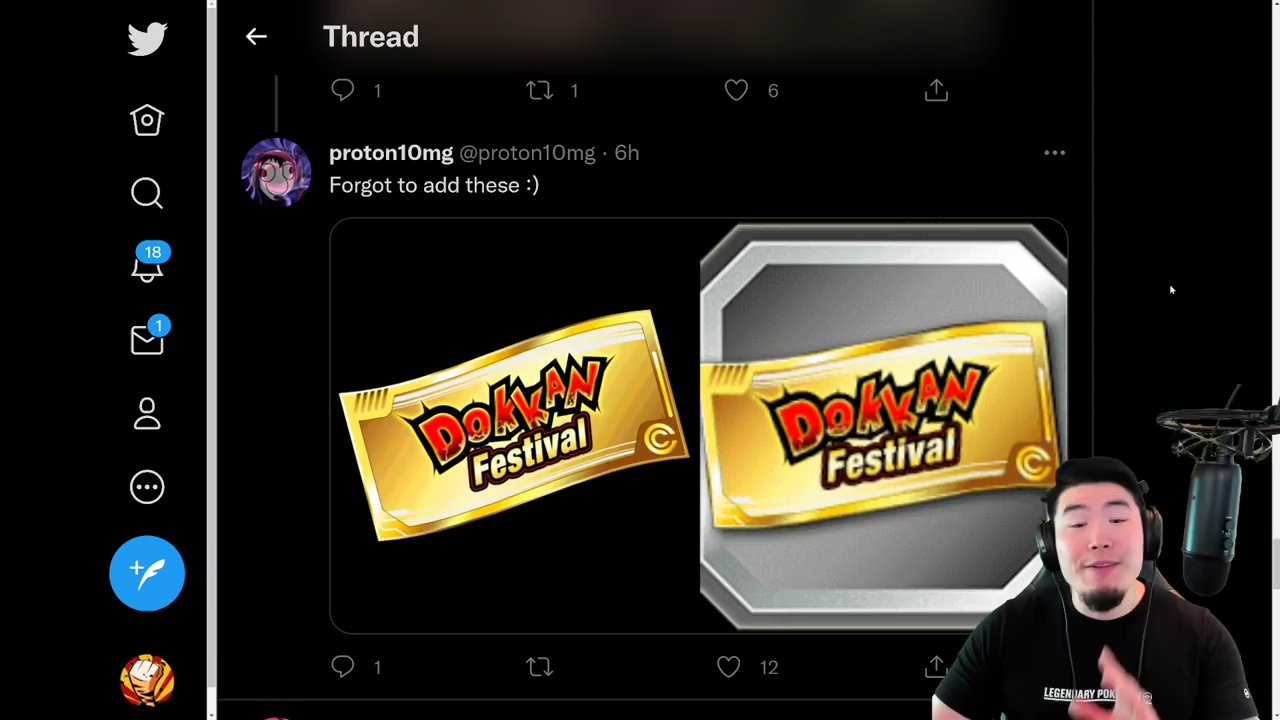 Thread
1
1
6
proton10mg @proton10mg · 6h
Forgot to add these :)
18
1
DOKKAN
Festival
C
DOKKAN
Festival
C
1
12
LEGENDARY